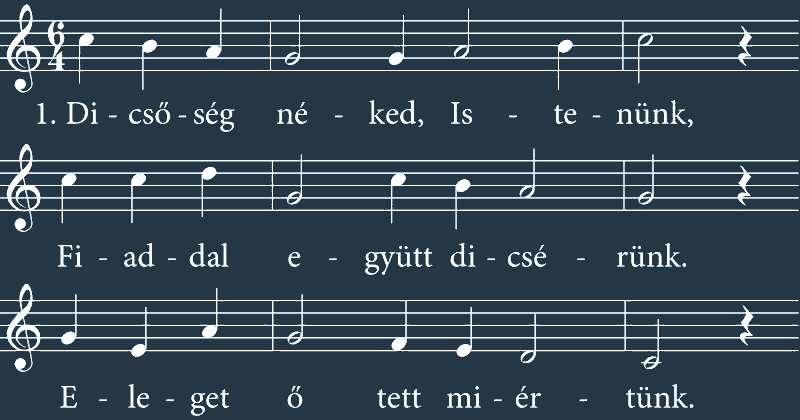 6
4
1. Di - cső - ség né - ked, Is - te - nünk,
Fi - ad - dal e - gyütt di - csé - rünk.
E - le - get ő tett mi - ér - tünk.